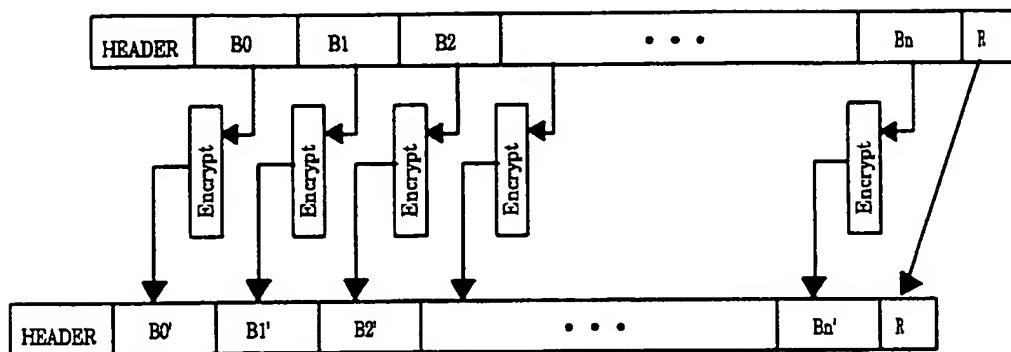 HEADER B0 B1 B2 • • • Bn R
Encrypt Encrypt Encrypt Encrypt Encrypt
HEADER B0' B1' B2' • • • Bn' R